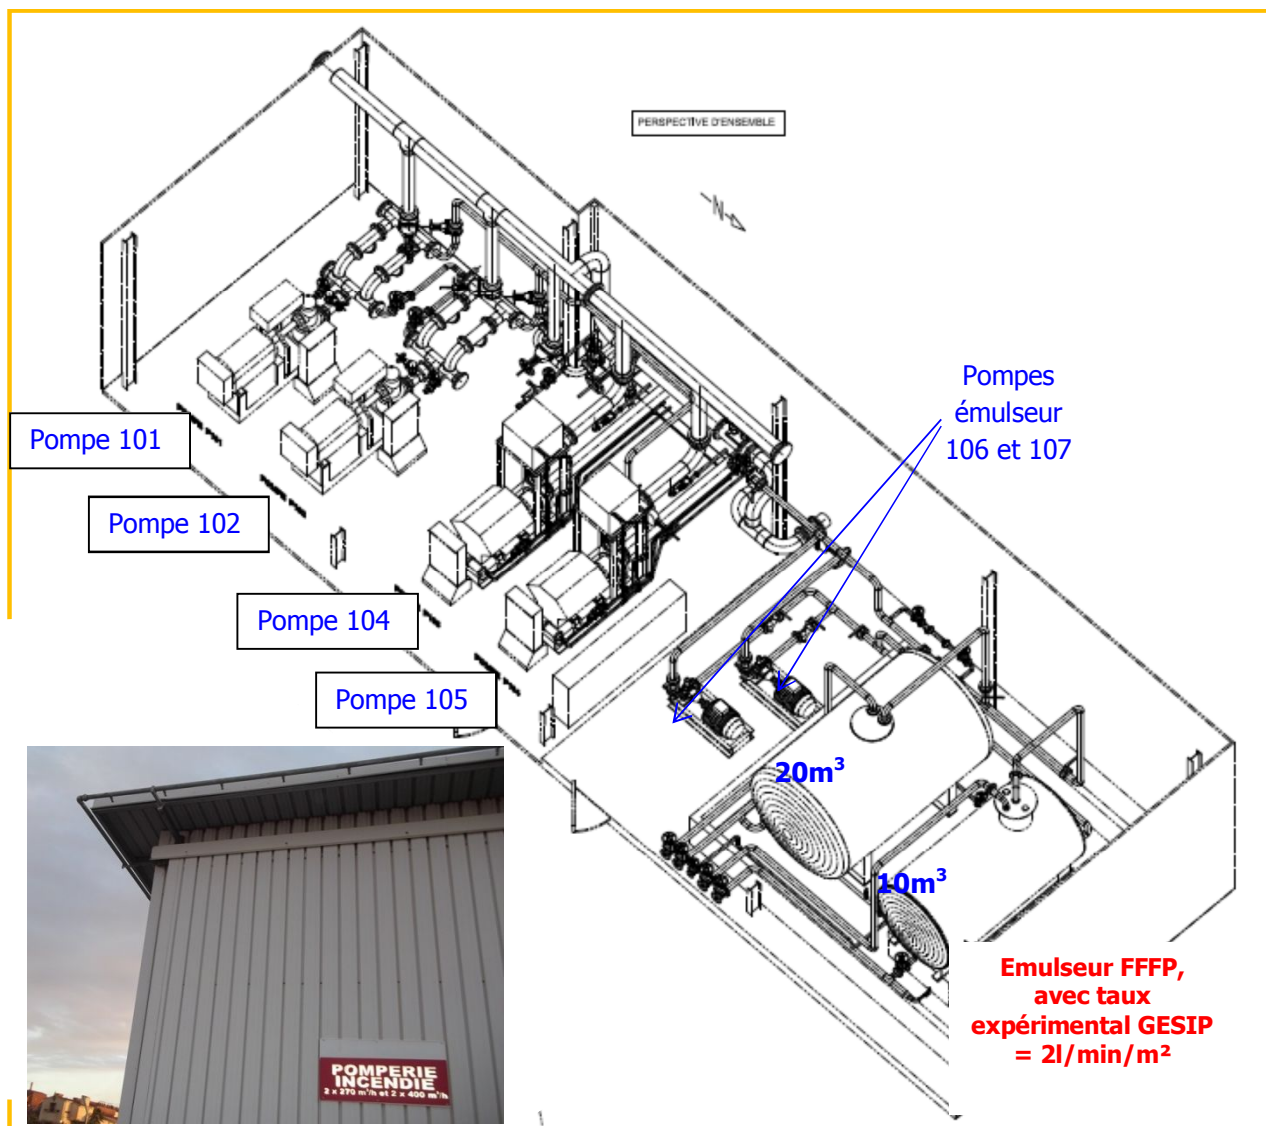 PERSPECTIVE D'ENSEMBLE
N
Pompes
émulseur
106 et 107
Pompe 101
Pompe 102
Pompe 104
Pompe 105
20m³
10m³
Emulseur FFFP,
avec taux
expérimental GESIP
= 2l/min/m²
POMPERIE
INCENDIE
2 x 270 m³/h et 2 x 400 m³/h